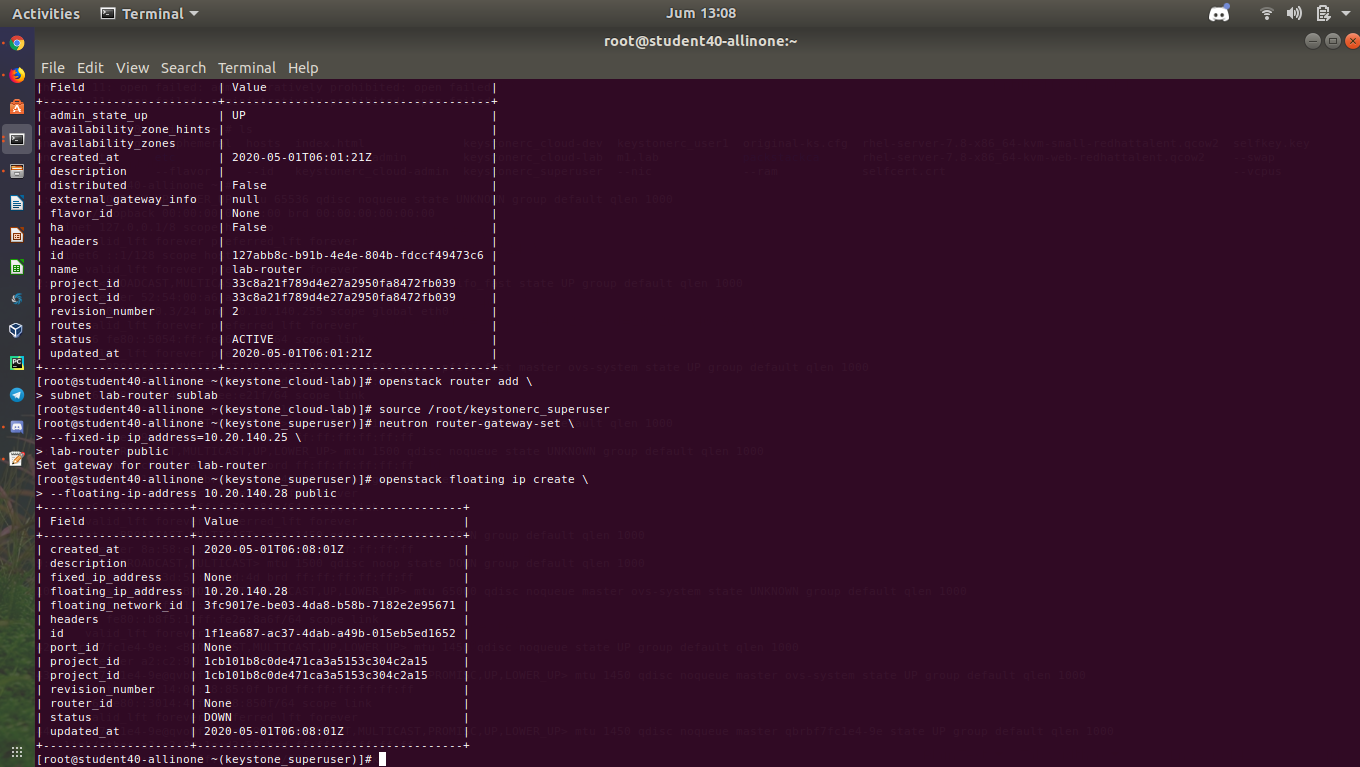 Activities Terminal Jum 13:08
root@student40-allinone:~
File Edit View Search Terminal Help
| Field | Value |
+--------------------------+--------------------------------------+
| admin_state_up | UP |
| availability_zone_hints | |
| availability_zones | |
| created_at | 2020-05-01T06:01:21Z |
| description | |
| distributed | False |
| external_gateway_info | null |
| flavor_id | None |
| ha | False |
| headers | |
| id | 127abb8c-b91b-4e4e-804b-fdccf49473c6 |
| name | lab-router |
| project_id | 33c8a21f789d4e27a2950fa8472fb039 |
| project_id | 33c8a21f789d4e27a2950fa8472fb039 |
| revision_number | 2 |
| routes | |
| status | ACTIVE |
| updated_at | 2020-05-01T06:01:21Z |
+--------------------------+--------------------------------------+
[root@student40-allinone ~(keystone_cloud-lab)]# openstack router add \
> subnet lab-router sublab
[root@student40-allinone ~(keystone_cloud-lab)]# source /root/keystonerc_superuser
[root@student40-allinone ~(keystone_superuser)]# neutron router-gateway-set \
> --fixed-ip ip_address=10.20.140.25 \
> lab-router public
Set gateway for router lab-router
[root@student40-allinone ~(keystone_superuser)]# openstack floating ip create \
> --floating-ip-address 10.20.140.28 public
+---------------------+--------------------------------------+
| Field | Value |
+---------------------+--------------------------------------+
| created_at | 2020-05-01T06:08:01Z |
| description | |
| fixed_ip_address | None |
| floating_ip_address | 10.20.140.28 |
| floating_network_id | 3fc9017e-be03-4da8-b58b-7182e2e95671 |
| headers | |
| id | 1f1ea687-ac37-4dab-a49b-015eb5ed1652 |
| port_id | None |
| project_id | 1cb101b8c0de471ca3a5153c304c2a15 |
| project_id | 1cb101b8c0de471ca3a5153c304c2a15 |
| revision_number | 1 |
| router_id | None |
| status | DOWN |
| updated_at | 2020-05-01T06:08:01Z |
+---------------------+--------------------------------------+
[root@student40-allinone ~(keystone_superuser)]#